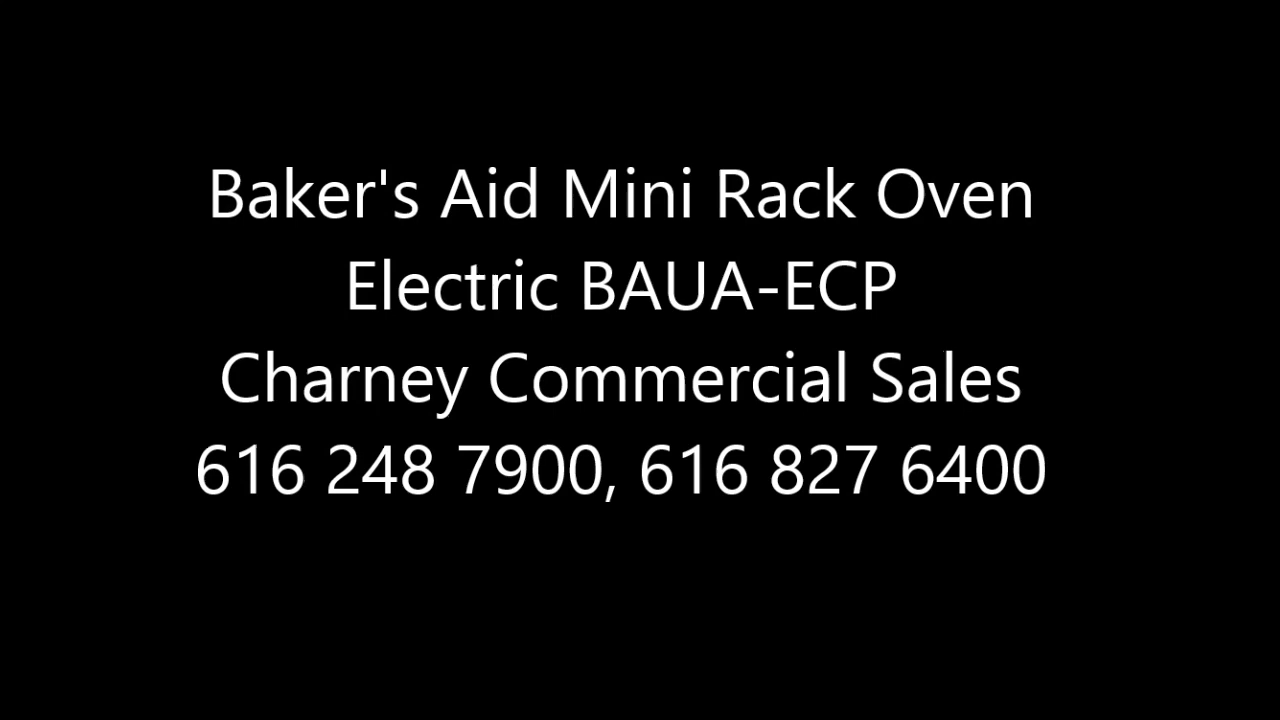 Baker's Aid Mini Rack Oven
Electric BAUA-ECP
Charney Commercial Sales
616 248 7900, 616 827 6400